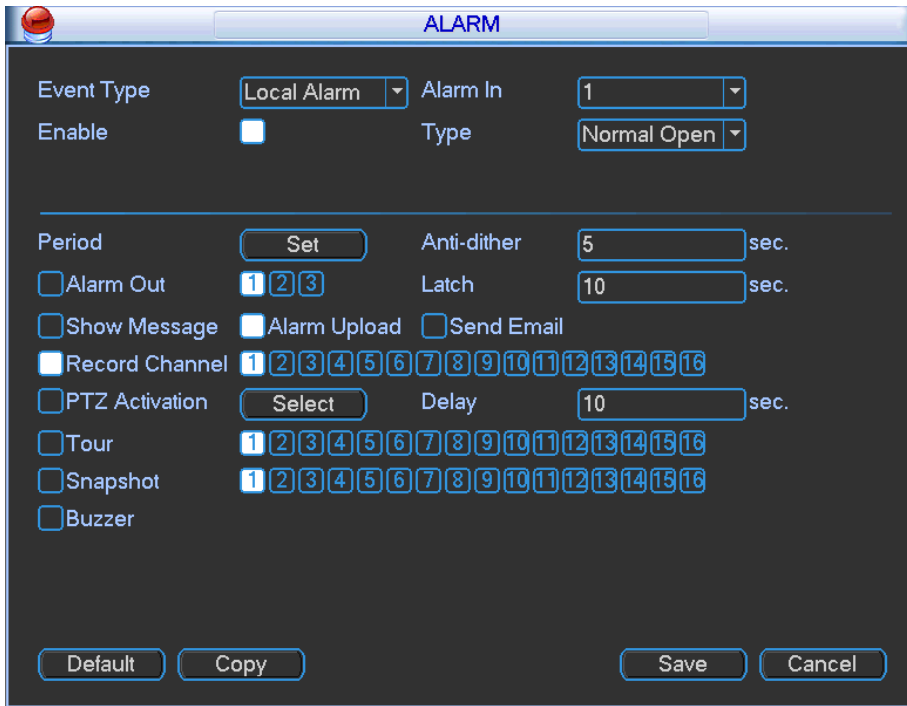 ALARM
Event Type Local Alarm Alarm In 1
Enable Type Normal Open
Period Set Anti-dither 5 sec.
Alarm Out 1 2 3 Latch 10 sec.
Show Message Alarm Upload Send Email
Record Channel 1 2 3 4 5 6 7 8 9 10 11 12 13 14 15 16
PTZ Activation Select Delay 10 sec.
Tour 1 2 3 4 5 6 7 8 9 10 11 12 13 14 15 16
Snapshot 1 2 3 4 5 6 7 8 9 10 11 12 13 14 15 16
Buzzer
Default Copy Save Cancel